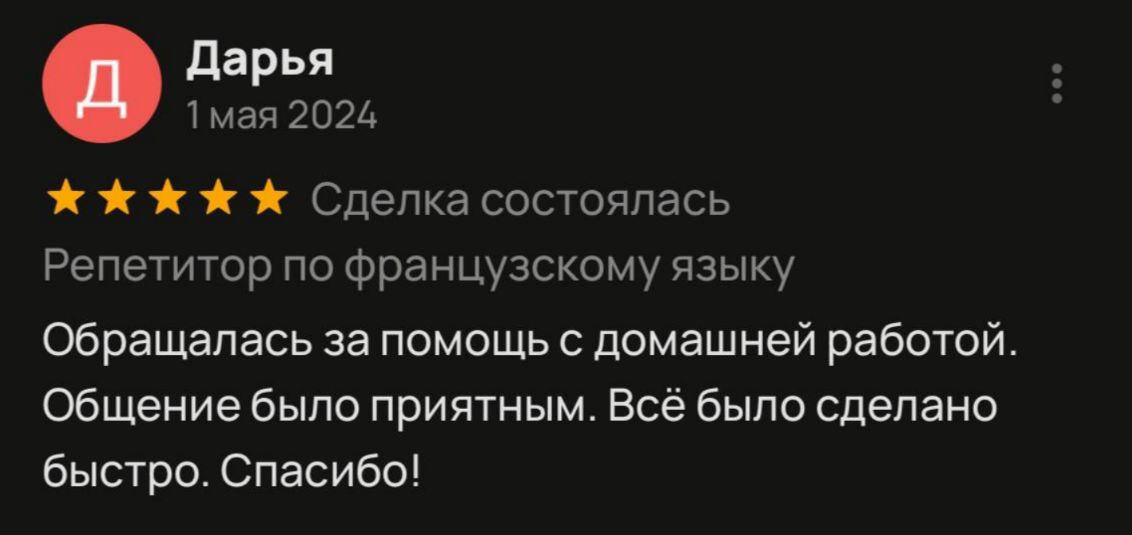 Д
Дарья
1 мая 2024
Сделка состоялась
Репетитор по французскому языку
Обращалась за помощь с домашней работой.
Общение было приятным. Всё было сделано
быстро. Спасибо!